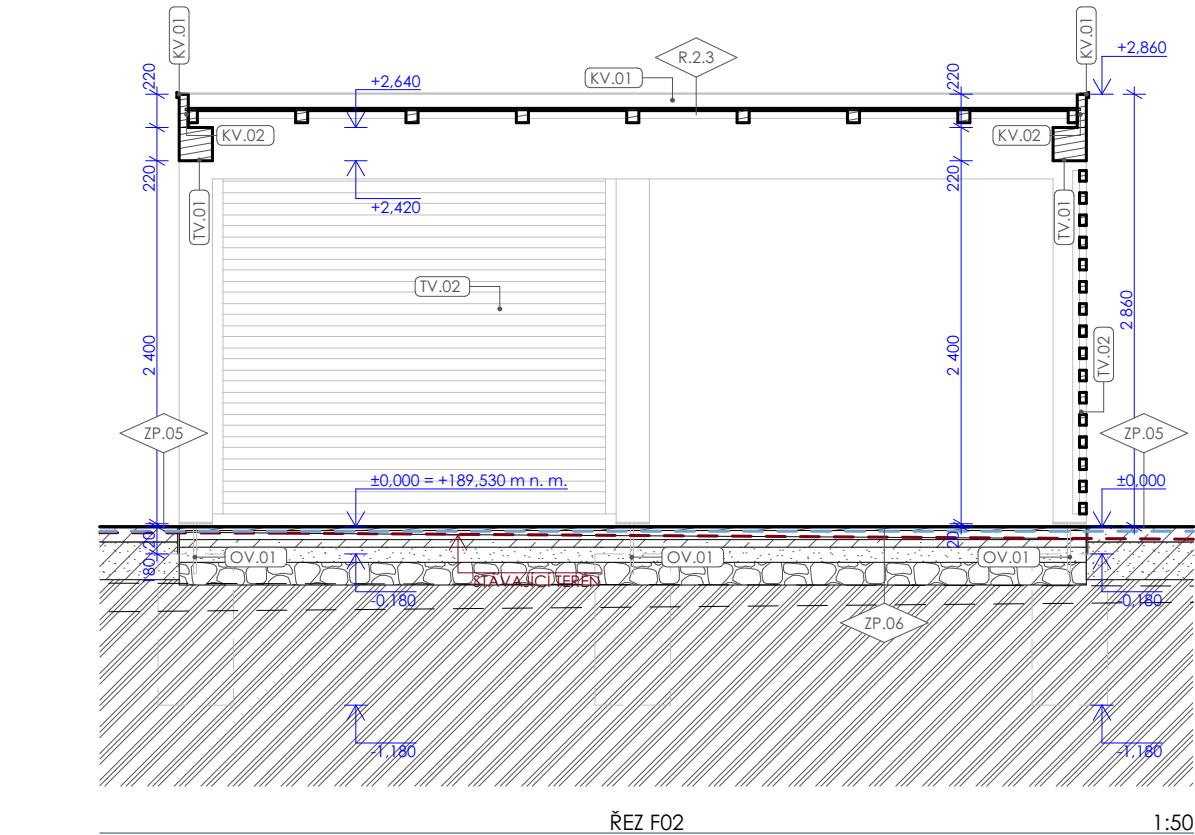 KV.01
KV.01
+2,860
R.2.3
KV.01
220
+2,640
220
KV.02
KV.02
220
+2,420
220
TV.01
TV.01
TV.02
2 860
2 400
2 400
TV.02
ZP.05
ZP.05
±0,000 = +189,530 m n. m.
±0,000
20
20
OV.01
OV.01
OV.01
180
STÁVAJÍCÍ TERÉN
-0,180
-0,180
ZP.06
-1,180
-1,180
ŘEZ F02
1:50